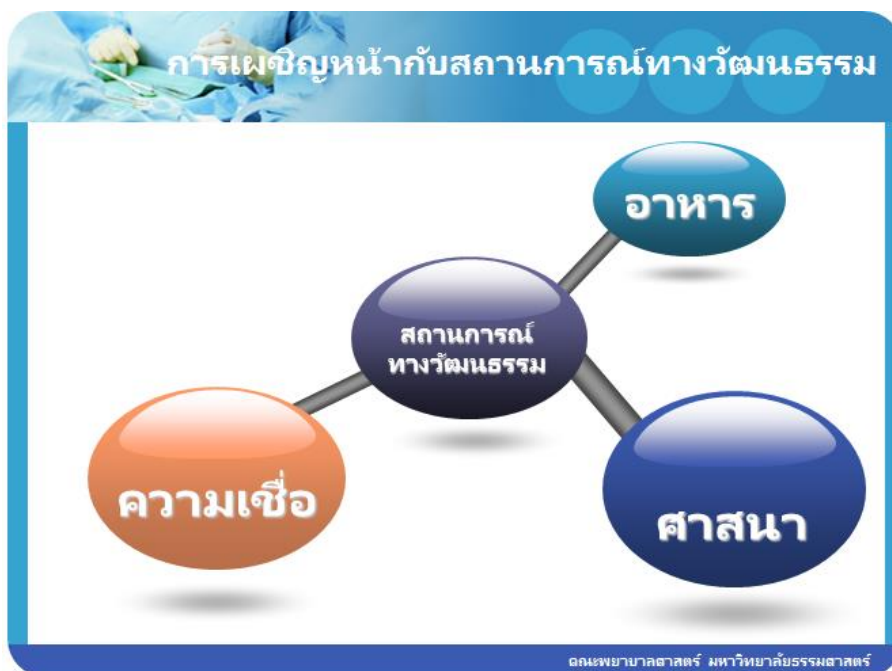 การเผชิญหน้ากับสถานการณ์ทางวัฒนธรรม
อาหาร
สถานการณ์
ทางวัฒนธรรม
ความเชื่อ
ศาสนา
คณะพยาบาลศาสตร์ มหาวิทยาลัยธรรมศาสตร์